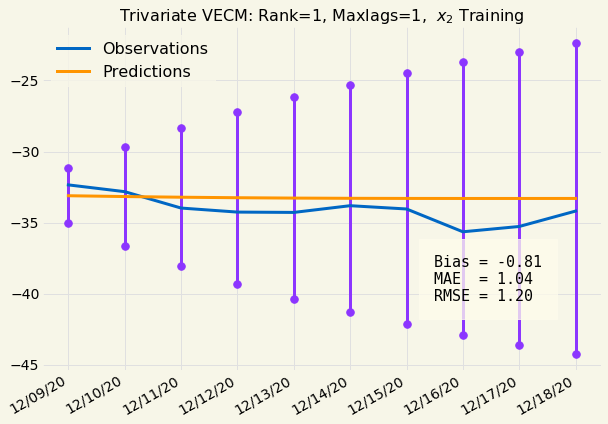 Trivariate VECM: Rank=1, Maxlags=1, x₂ Training
Observations
Predictions
−25
−30
−35
−40
−45
Bias = -0.81
MAE = 1.04
RMSE = 1.20
12/09/20
12/10/20
12/11/20
12/12/20
12/13/20
12/14/20
12/15/20
12/16/20
12/17/20
12/18/20